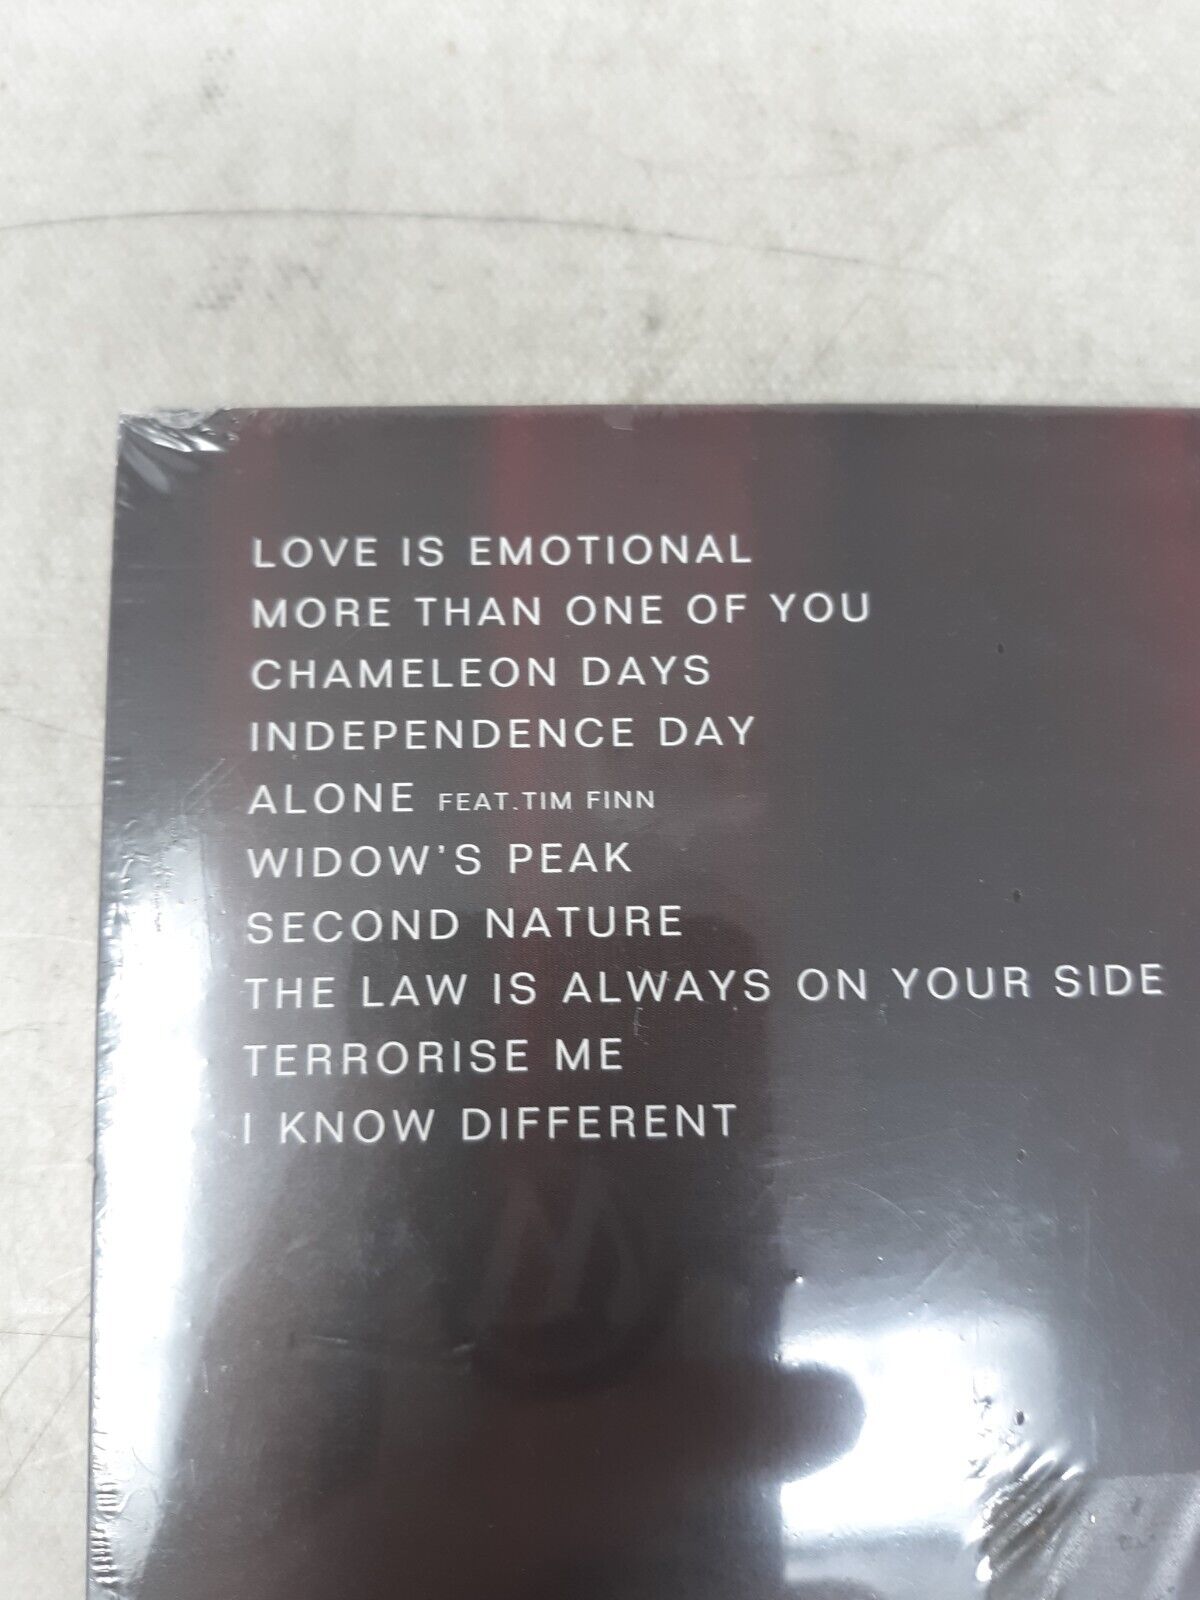 LOVE IS EMOTIONAL
MORE THAN ONE OF YOU
CHAMELEON DAYS
INDEPENDENCE DAY
ALONE FEAT.TIM FINN
WIDOW'S PEAK
SECOND NATURE
THE LAW IS ALWAYS ON YOUR SIDE
TERRORISE ME
I KNOW DIFFERENT